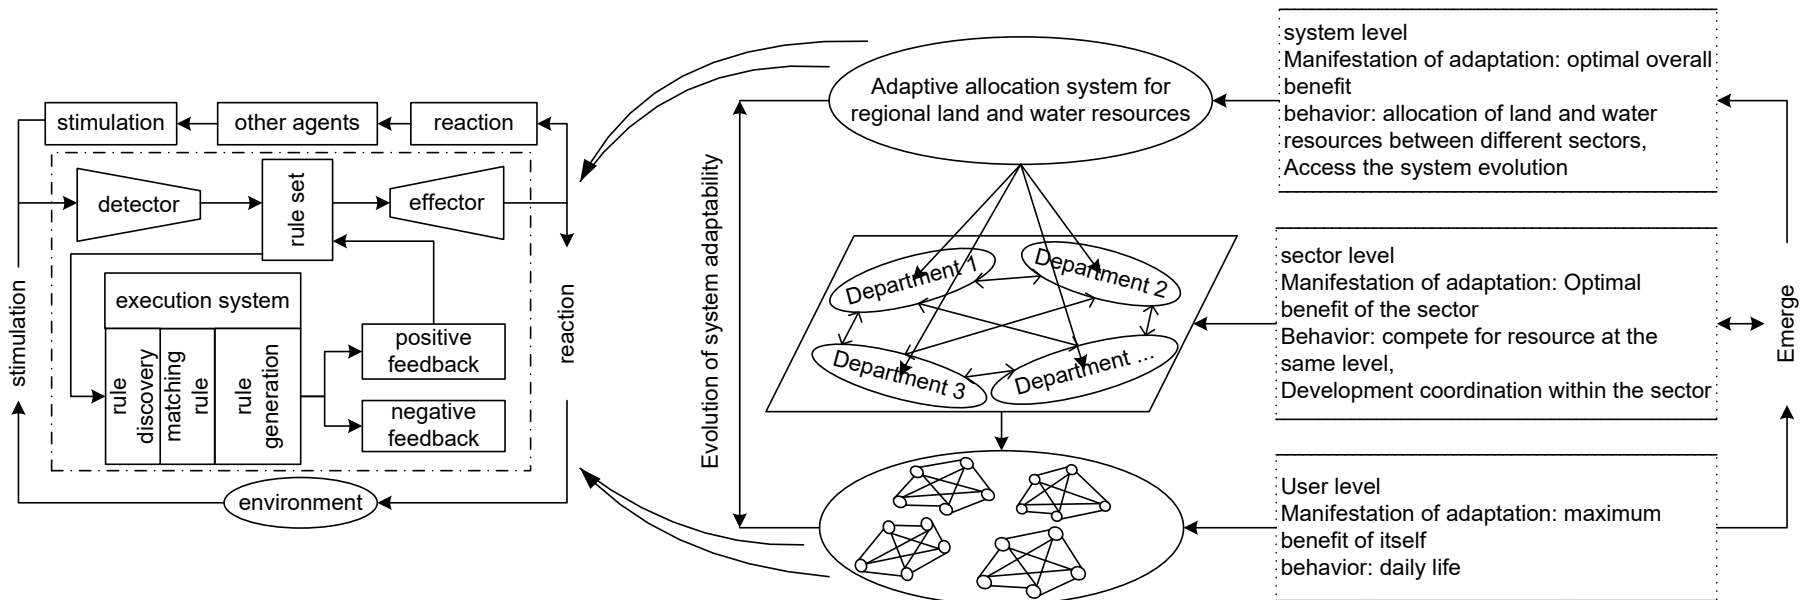 stimulation
other agents
reaction
detector
rule set
effector
execution system
rule
discovery
matching
rule
rule
generation
positive
feedback
negative
feedback
environment
stimulation
reaction
Evolution of system adaptability
Adaptive allocation system for
regional land and water resources
Department 1
Department 2
Department 3
Department ...
system level
Manifestation of adaptation: optimal overall
benefit
behavior: allocation of land and water
resources between different sectors,
Access the system evolution
sector level
Manifestation of adaptation: Optimal
benefit of the sector
Behavior: compete for resource at the
same level,
Development coordination within the sector
User level
Manifestation of adaptation: maximum
benefit of itself
behavior: daily life
Emerge